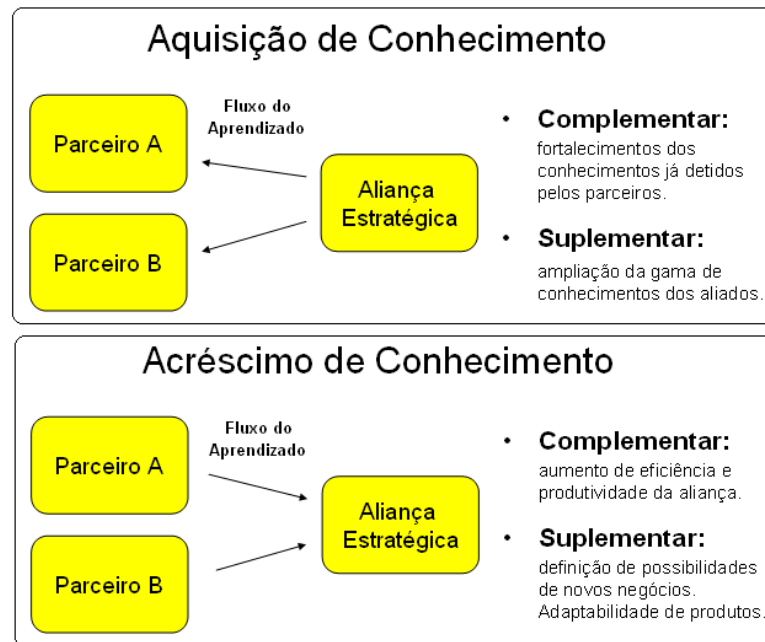 Aquisição de Conhecimento
Fluxo do
Aprendizado
Parceiro A
Aliança
Estratégica
Parceiro B
• Complementar:
fortalecimentos dos
conhecimentos já detidos
pelos parceiros.
• Suplementar:
ampliação da gama de
conhecimentos dos aliados.
Acréscimo de Conhecimento
Fluxo do
Aprendizado
Parceiro A
Aliança
Estratégica
Parceiro B
• Complementar:
aumento de eficiência e
produtividade da aliança.
• Suplementar:
definição de possibilidades
de novos negócios.
Adaptabilidade de produtos.